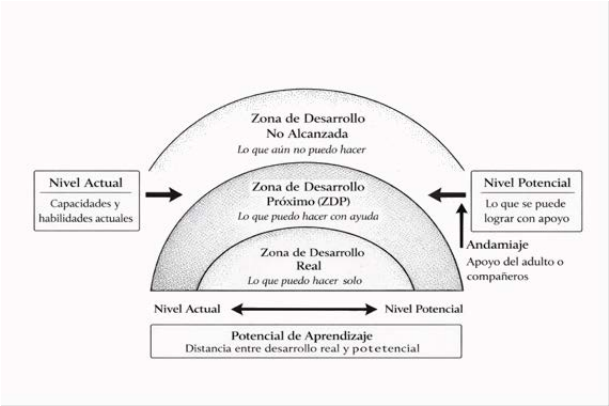 Zona de Desarrollo
No Alcanzada
Lo que aún no puedo hacer
Nivel Actual
Capacidades y
habilidades actuales
Zona de Desarrollo
Próximo (ZDP)
Lo que puedo hacer con ayuda
Nivel Potencial
Lo que se puede
lograr con apoyo
Andamiaje
Apoyo del adulto o
compañeros
Zona de Desarrollo
Real
Lo que puedo hacer solo
Nivel Actual
Nivel Potencial
Potencial de Aprendizaje
Distancia entre desarrollo real y potetencial